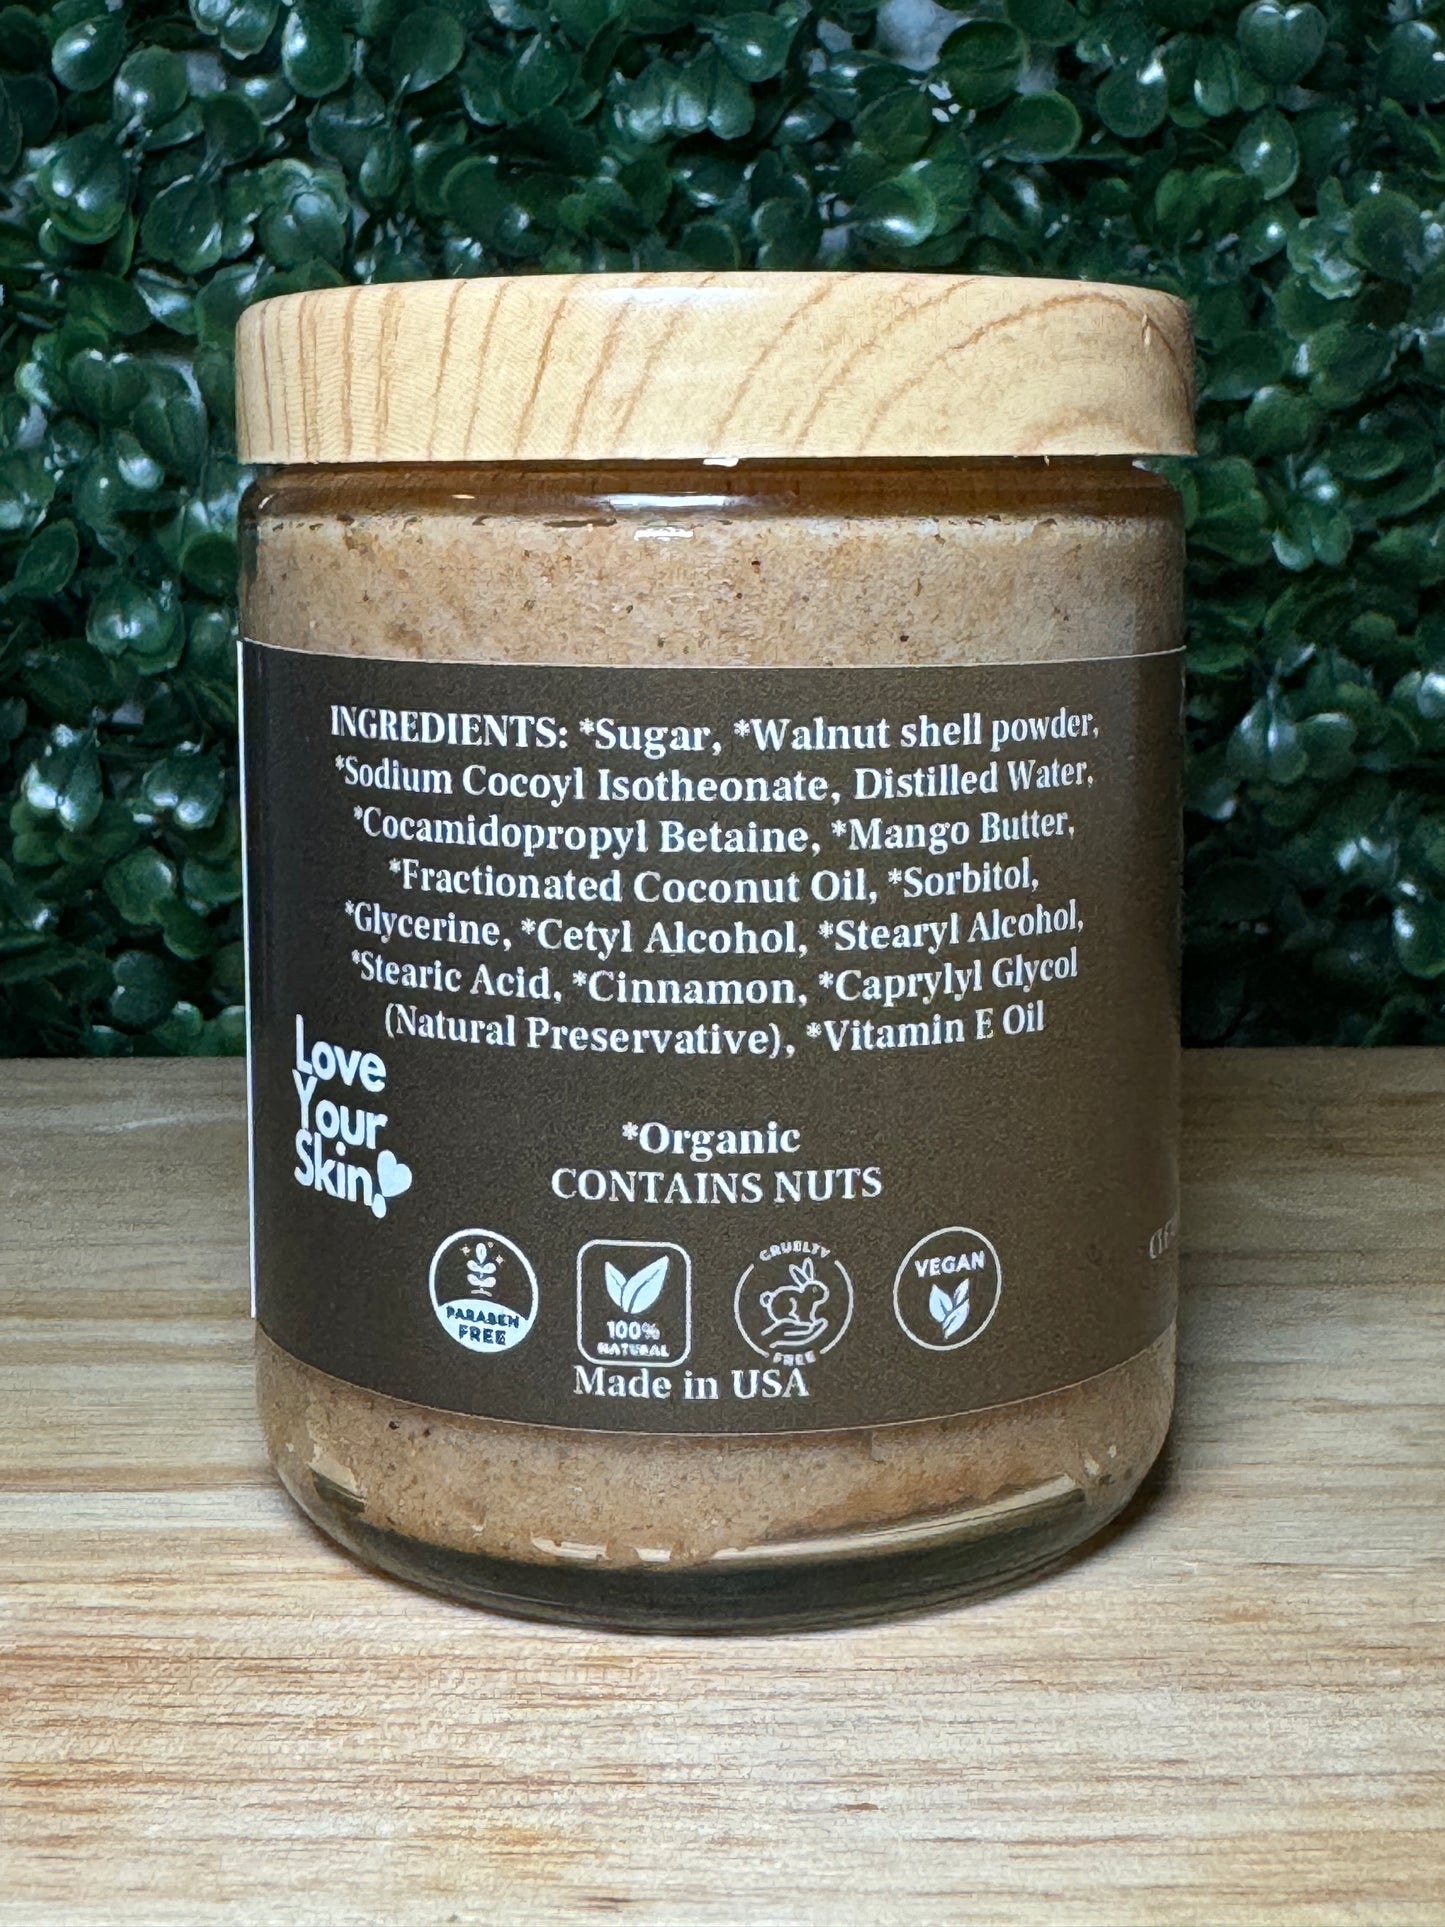 INGREDIENTS: *Sugar, *Walnut shell powder,
*Sodium Cocoyl Isotheonate, Distilled Water,
*Cocamidopropyl Betaine, *Mango Butter,
*Fractionated Coconut Oil, *Sorbitol,
*Glycerine, *Cetyl Alcohol, *Stearyl Alcohol,
*Stearic Acid, *Cinnamon, *Caprylyl Glycol
(Natural Preservative), *Vitamin E Oil
Love
Your
Skin
*Organic
CONTAINS NUTS
PARABEN
FREE
100%
NATURAL
CRUELTY
FREE
VEGAN
Made in USA